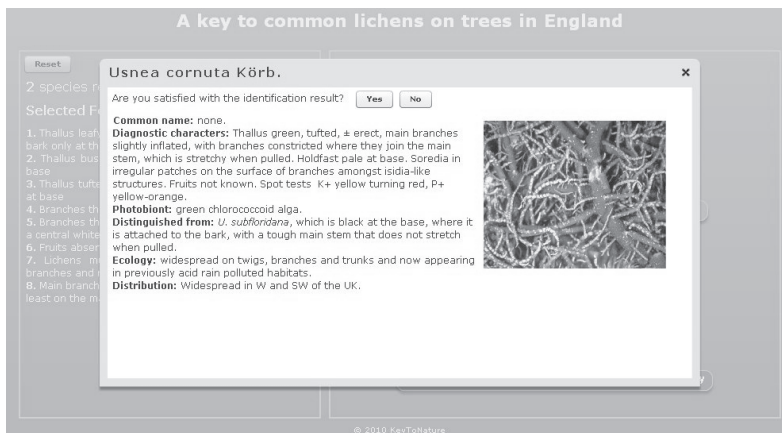 A key to common lichens on trees in England
Reset
2 species r
Selected F
1. Thallus leaf
bark only at th
2. Thallus bus
base
3. Thallus tufte
at base
4. Branches th
5. Branches th
a central white
6. Fruits absen
7. Lichens m
branches and
8. Main branch
least on the m
Usnea cornuta Körb.
Are you satisfied with the identification result? Yes No
Common name: none.
Diagnostic characters: Thallus green, tufted, ± erect, main branches
slightly inflated, with branches constricted where they join the main
stem, which is stretchy when pulled. Holdfast pale at base. Soredia in
irregular patches on the surface of branches amongst isidia-like
structures. Fruits not known. Spot tests K+ yellow turning red, P+
yellow-orange.
Photobiont: green chlorococcoid alga.
Distinguished from: U. subfloridana, which is black at the base, where it
is attached to the bark, with a tough main stem that does not stretch
when pulled.
Ecology: widespread on twigs, branches and trunks and now appearing
in previously acid rain polluted habitats.
Distribution: Widespread in W and SW of the UK.
© 2010 KeyToNature